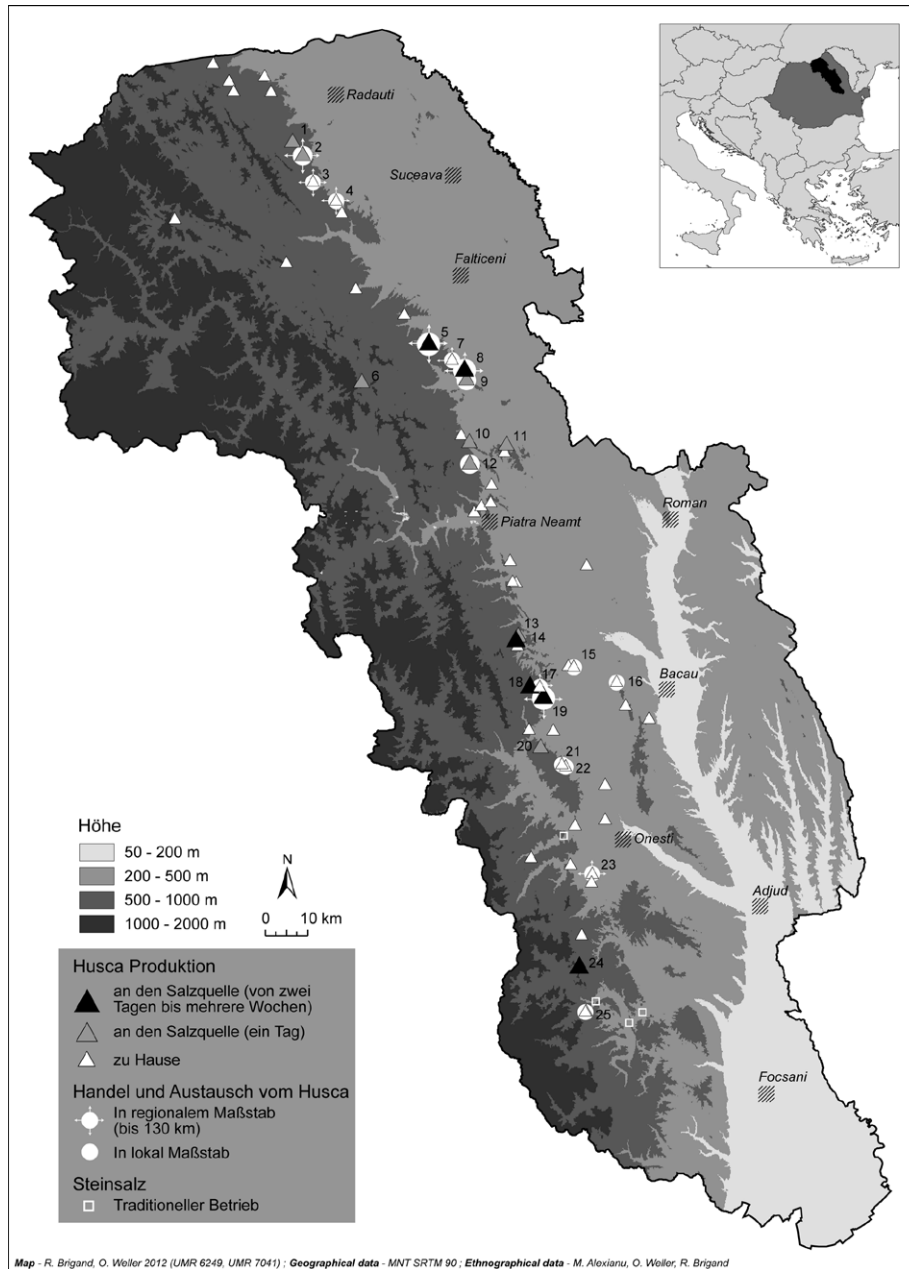 Radauti
1
2
3
4
Suceava
Falticeni
5
7
8
6
9
10
11
12
Roman
Piatra Neamt
13
14
15
17
18
16
Bacau
19
20
21
22
Höhe
50 - 200 m
200 - 500 m
500 - 1000 m
1000 - 2000 m
N
0 10 km
Onesti
23
Adjud
24
25
Focsani
Husca Produktion
an den Salzquelle (von zwei
Tagen bis mehrere Wochen)
an den Salzquelle (ein Tag)
zu Hause
Handel und Austausch vom Husca
In regionalem Maßstab
(bis 130 km)
In lokal Maßstab
Steinsalz
Traditioneller Betrieb
Map - R. Brigand, O. Weller 2012 (UMR 6249, UMR 7041) ; Geographical data - MNT SRTM 90 ; Ethnographical data - M. Alexianu, O. Weller, R. Brigand